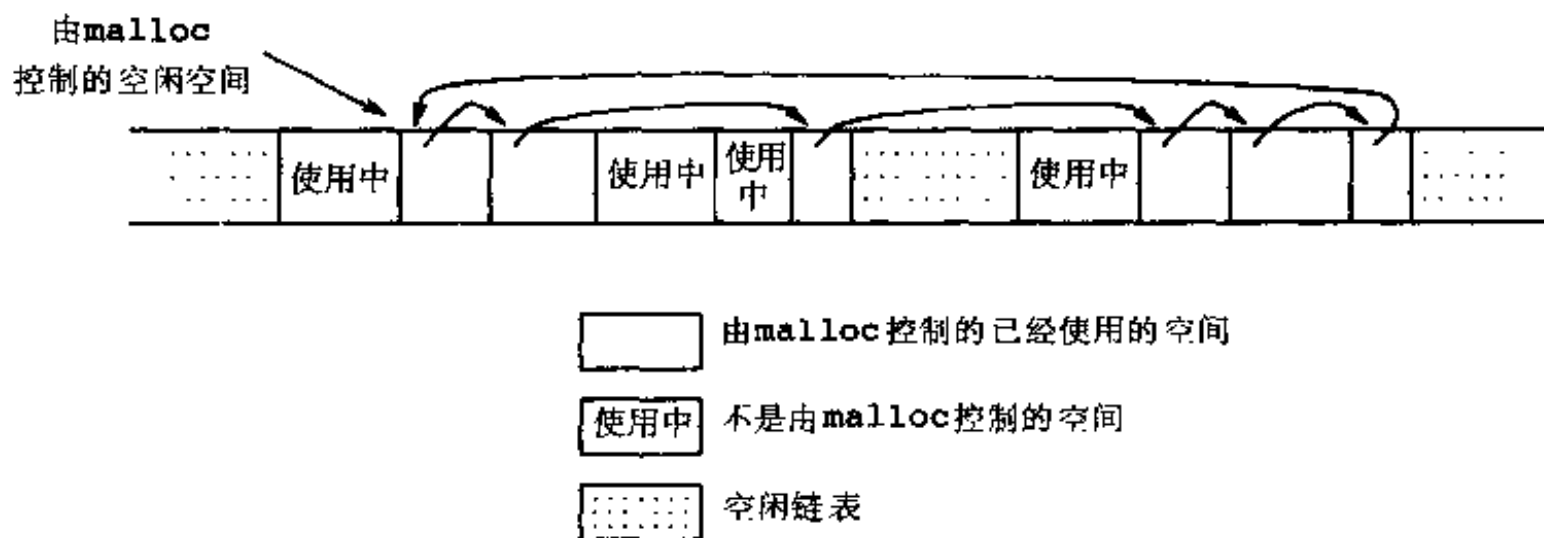 由malloc
控制的空闲空间
使用中
使用中
使用
中
使用中
由malloc控制的已经使用的空间
使用中
不是由malloc控制的空间
空闲链表